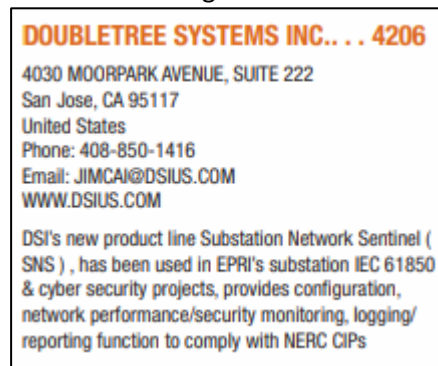 DOUBLETREE SYSTEMS INC.. . . 4206
4030 MOORPARK AVENUE, SUITE 222
San Jose, CA 95117
United States
Phone: 408-850-1416
Email: JIMCAI@DSIUS.COM
WWW.DSIUS.COM
DSI's new product line Substation Network Sentinel (
SNS ) , has been used in EPRI's substation IEC 61850
& cyber security projects, provides configuration,
network performance/security monitoring, logging/
reporting function to comply with NERC CIPs